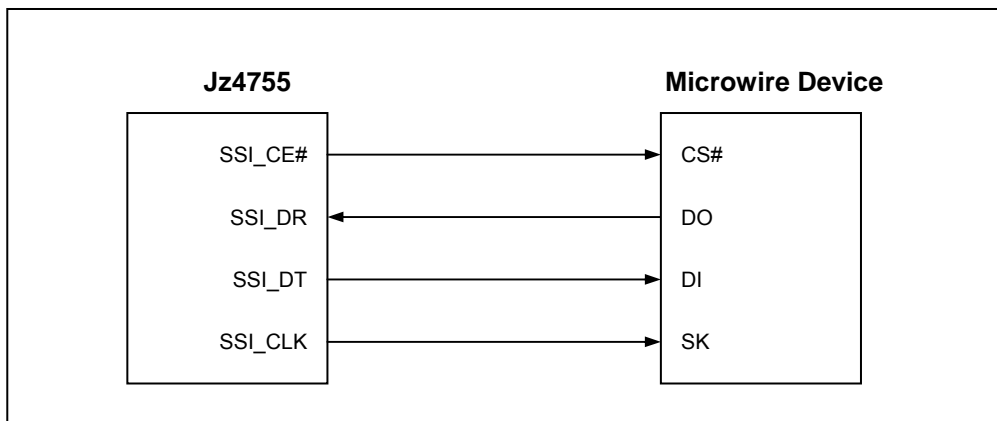 Jz4755 Microwire Device
SSI_CE# CS#
SSI_DR DO
SSI_DT DI
SSI_CLK SK